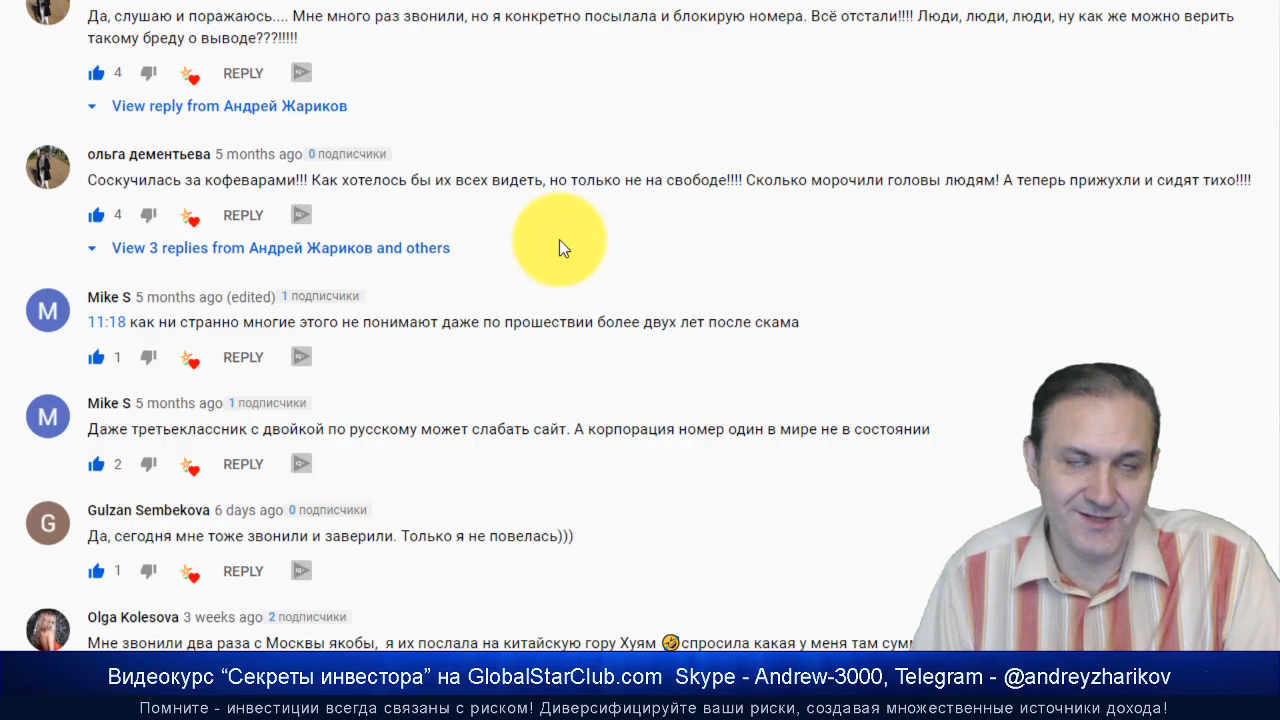 Да, слушаю и поражаюсь.... Мне много раз звонили, но я конкретно посылала и блокирую номера. Всё отстали!!!! Люди, люди, люди, ну как же можно верить
такому бреду о выводе???!!!!!
4 REPLY
View reply from Андрей Жариков
ольга дементьева 5 months ago 0 подписчики
Соскучилась за кофеварами!!! Как хотелось бы их всех видеть, но только не на свободе!!!! Сколько морочили головы людям! А теперь прижухли и сидят тихо!!!!
4 REPLY
View 3 replies from Андрей Жариков and others
M
Mike S 5 months ago (edited) 1 подписчики
11:18 как ни странно многие этого не понимают даже по прошествии более двух лет после скама
1 REPLY
M
Mike S 5 months ago 1 подписчики
Даже третьеклассник с двойкой по русскому может слабать сайт. А корпорация номер один в мире не в состоянии
2 REPLY
G
Gulzan Sembekova 6 days ago 0 подписчики
Да, сегодня мне тоже звонили и заверили. Только я не повелась)))
1 REPLY
Olga Kolesova 3 weeks ago 2 подписчики
Мне звонили два раза с Москвы якобы, я их послала на китайскую гору Хуям 🤣спросила какая у меня там
Видеокурс “Секреты инвестора” на GlobalStarClub.com Skype - Andrew-3000, Telegram - @andreyzharikov
Помните - инвестиции всегда связаны с риском! Диверсифицируйте ваши риски, создавая множественные источники дохода!